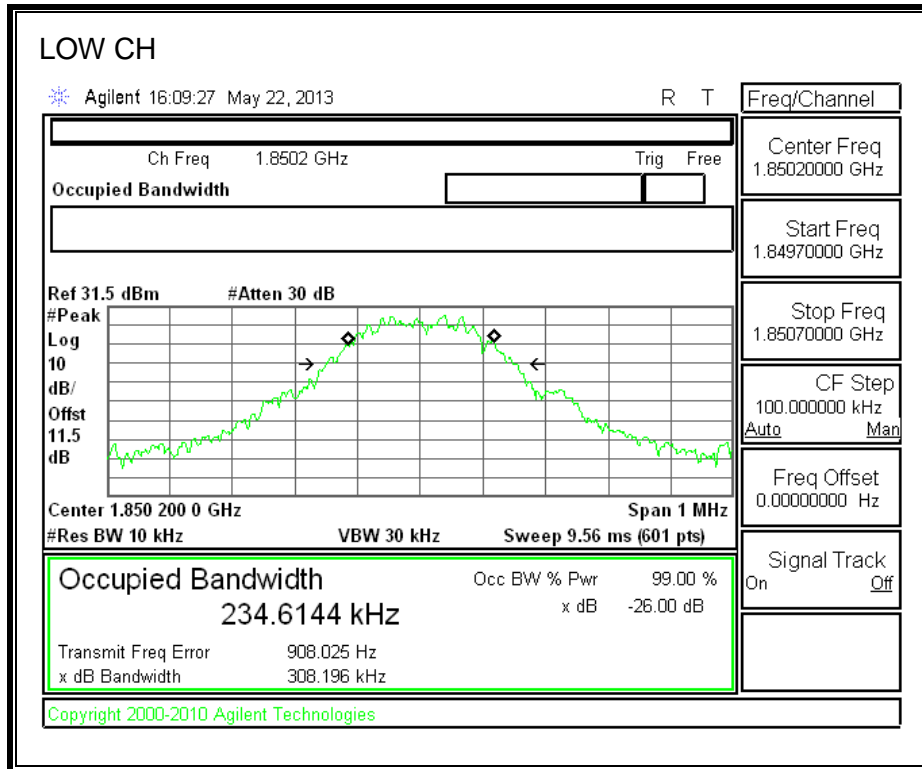 LOW CH
Agilent 16:09:27 May 22, 2013 R T
Ch Freq 1.8502 GHz Trig Free
Occupied Bandwidth
Ref 31.5 dBm #Atten 30 dB
#Peak
Log
10
dB/
Offst
11.5
dB
Center 1.850 200 0 GHz Span 1 MHz
#Res BW 10 kHz VBW 30 kHz Sweep 9.56 ms (601 pts)
Occupied Bandwidth Occ BW % Pwr 99.00 %
234.6144 kHz x dB -26.00 dB
Transmit Freq Error 908.025 Hz
x dB Bandwidth 308.196 kHz
Copyright 2000-2010 Agilent Technologies
Freq/Channel
Center Freq
1.85020000 GHz
Start Freq
1.84970000 GHz
Stop Freq
1.85070000 GHz
CF Step
100.000000 kHz
Auto Man
Freq Offset
0.00000000 Hz
Signal Track
On Off